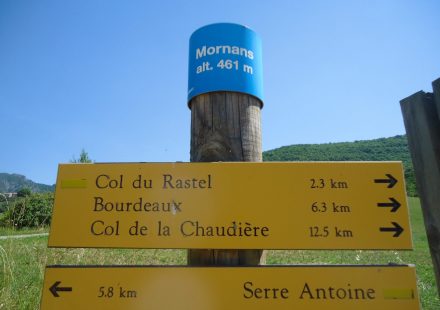 Mornans
alt. 461 m
Col du Rastel 2.3 km
Bourdeaux 6.3 km
Col de la Chaudière 12.5 km
5.8 km Serre Antoine